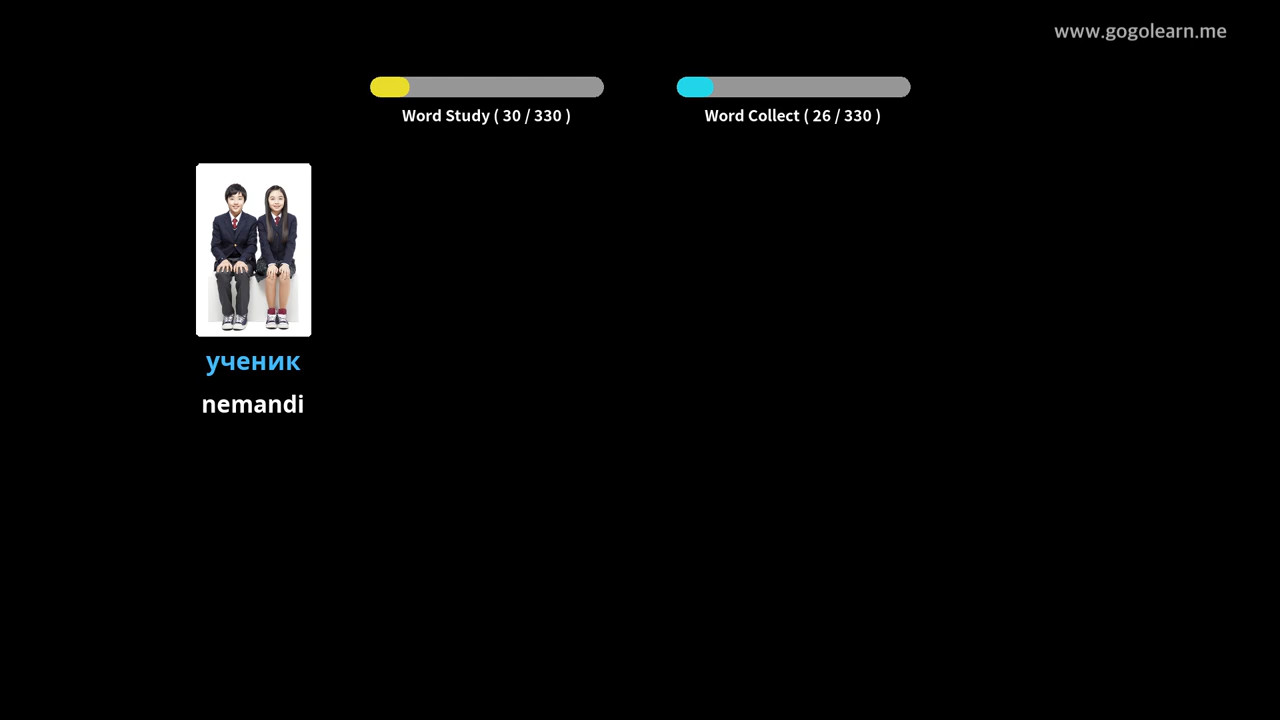 www.gogolearn.me
Word Study ( 30 / 330 )
Word Collect ( 26 / 330 )
ученик
nemandi